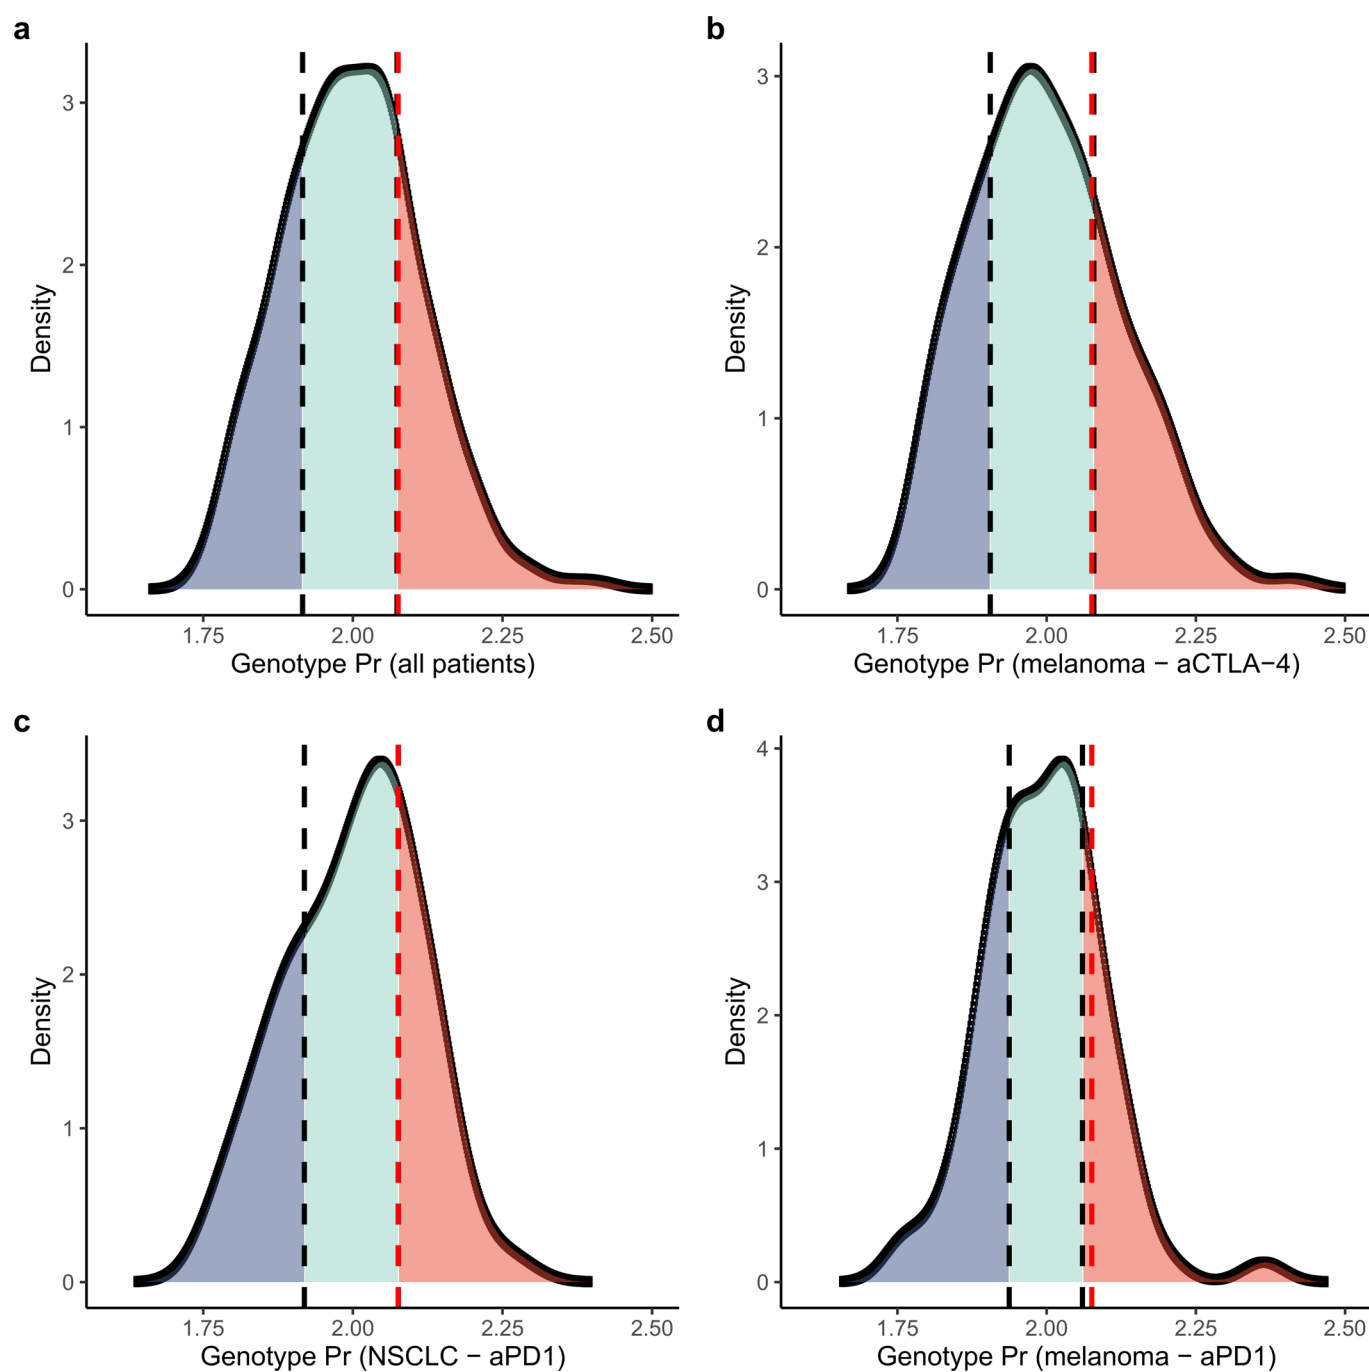 a
3
2
1
0
Density
1.75 2.00 2.25 2.50
Genotype Pr (all patients)
b
3
2
1
0
Density
1.75 2.00 2.25 2.50
Genotype Pr (melanoma − aCTLA−4)
c
3
2
1
0
Density
1.75 2.00 2.25 2.50
Genotype Pr (NSCLC − aPD1)
d
4
3
2
1
0
Density
1.75 2.00 2.25 2.50
Genotype Pr (melanoma − aPD1)